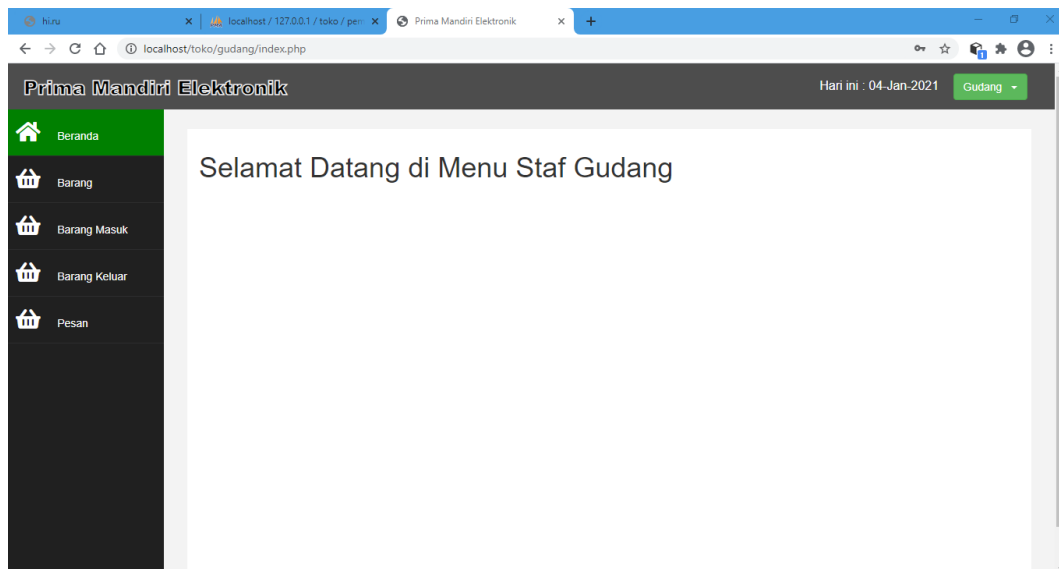 hi.ru
localhost / 127.0.0.1 / toko / pem
Prima Mandiri Elektronik
localhost/toko/gudang/index.php
Prima Mandiri Elektronik
Hari ini : 04-Jan-2021
Gudang
Beranda
Selamat Datang di Menu Staf Gudang
Barang
Barang Masuk
Barang Keluar
Pesan